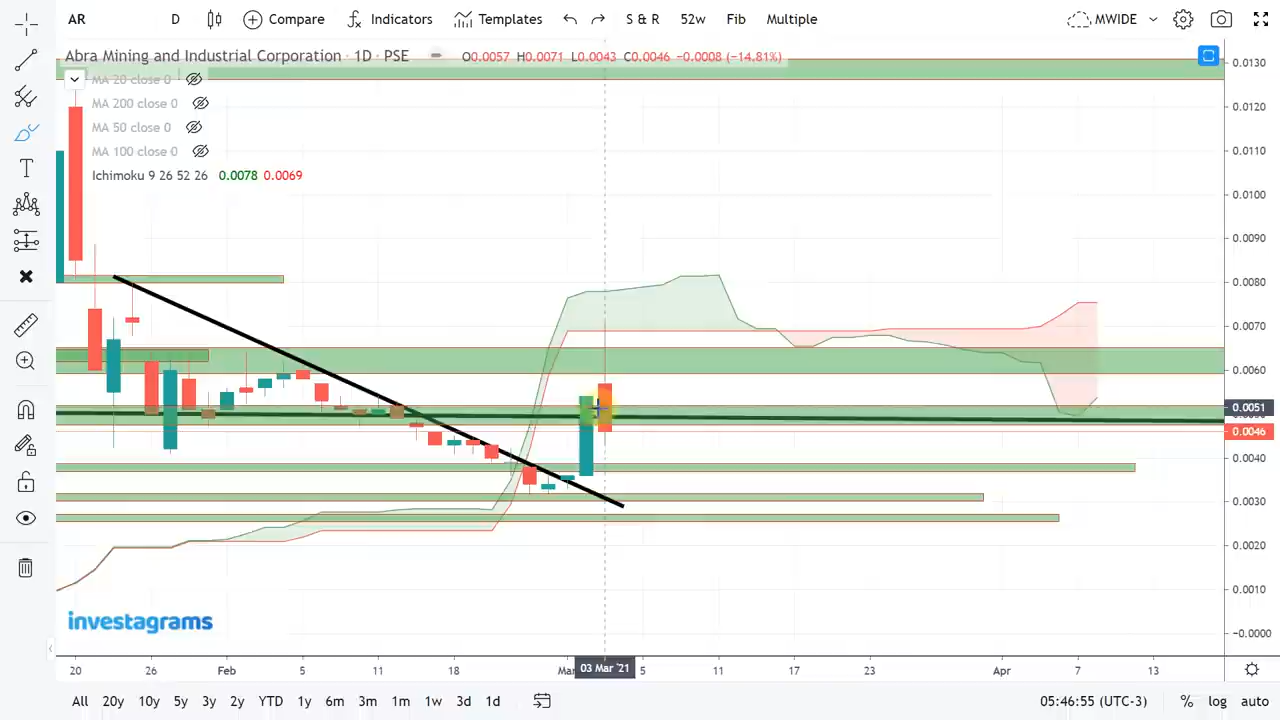 AR D Compare Indicators Templates S & R 52w Fib Multiple MWIDE
Abra Mining and Industrial Corporation · 1D · PSE O0.0057 H0.0071 L0.0043 C0.0046 −0.0008 (−14.81%)
MA 20 close 0
MA 200 close 0
MA 50 close 0
MA 100 close 0
Ichimoku 9 26 52 26 0.0078 0.0069
0.0130
0.0120
0.0110
0.0100
0.0090
0.0080
0.0070
0.0060
0.0051
0.0046
0.0040
0.0030
0.0020
0.0010
−0.0000
investagrams
20 26 Feb 5 11 18 Mar 03 Mar '21 5 11 17 23 Apr 7 13
All 20y 10y 5y 3y 2y YTD 1y 6m 3m 1m 1w 3d 1d 05:46:55 (UTC-3) % log auto